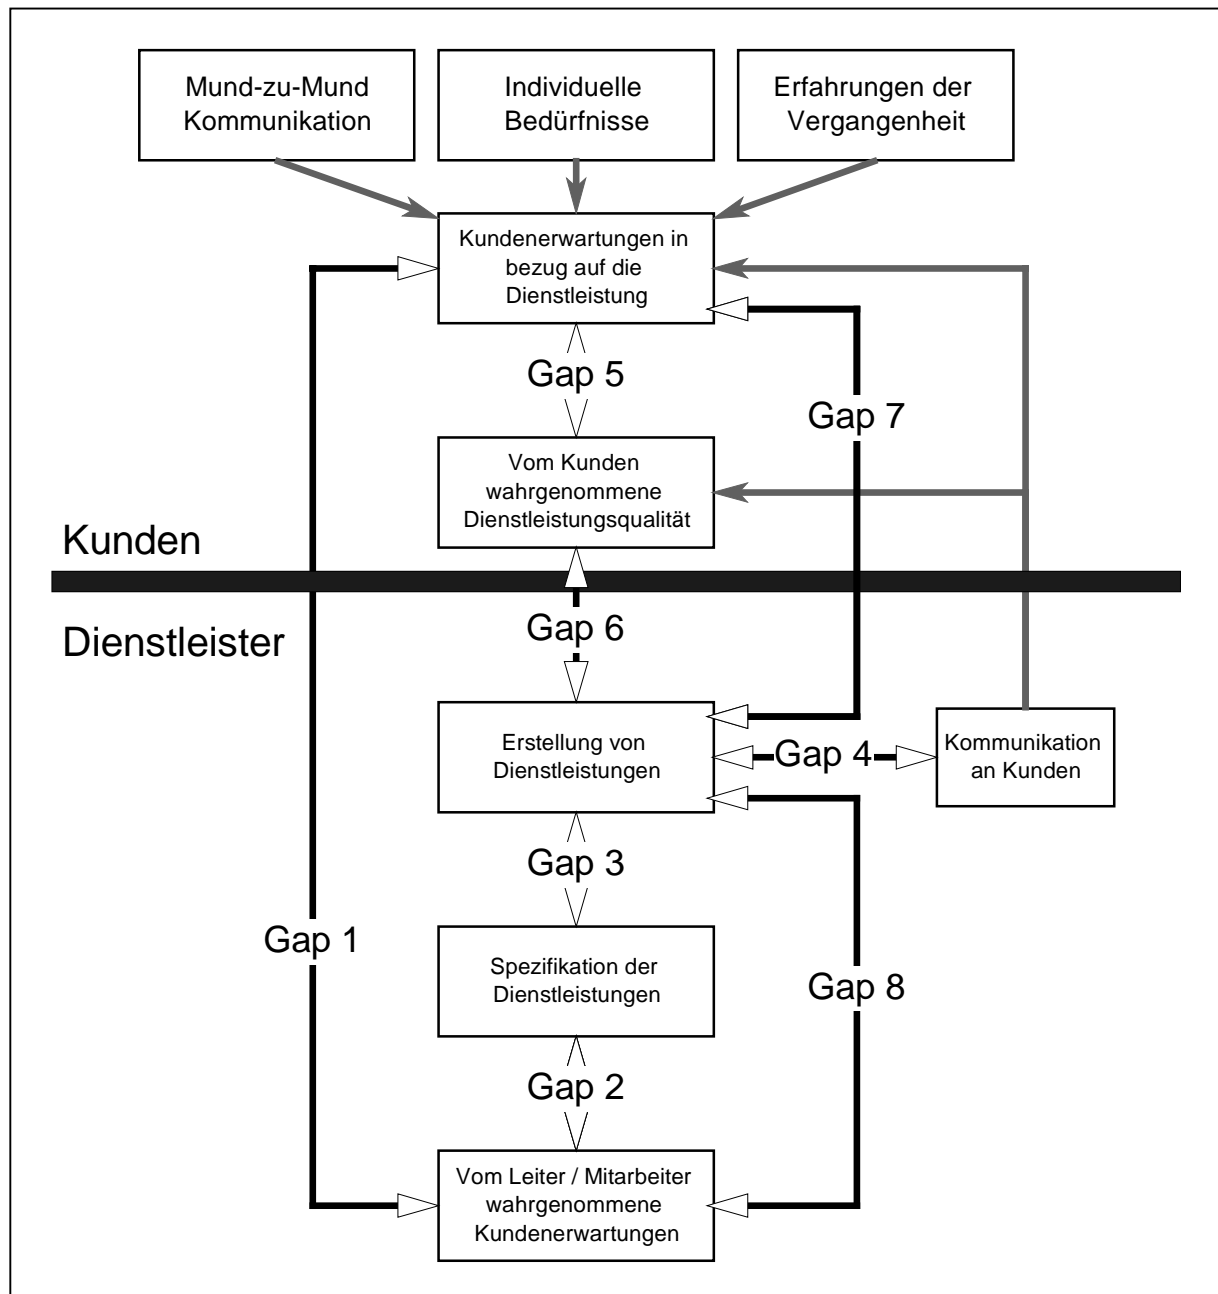 Mund-zu-Mund
Kommunikation
Individuelle
Bedürfnisse
Erfahrungen der
Vergangenheit
Kundenerwartungen in
bezug auf die
Dienstleistung
Gap 5
Gap 7
Vom Kunden
wahrgenommene
Dienstleistungsqualität
Kunden
Dienstleister
Gap 6
Erstellung von
Dienstleistungen
Gap 4
Kommunikation
an Kunden
Gap 3
Gap 1
Spezifikation der
Dienstleistungen
Gap 8
Gap 2
Vom Leiter / Mitarbeiter
wahrgenommene
Kundenerwartungen